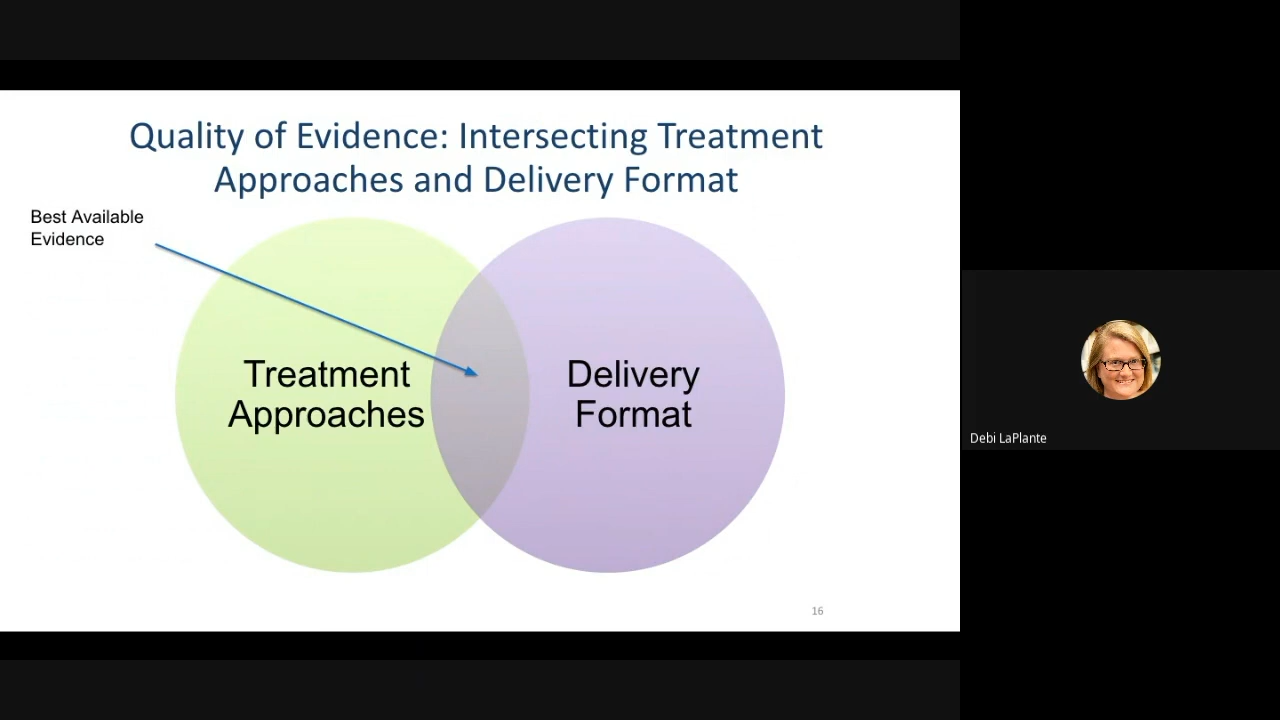 Quality of Evidence: Intersecting Treatment
Approaches and Delivery Format
Best Available
Evidence
Treatment
Approaches
Delivery
Format
16
Debi LaPlante